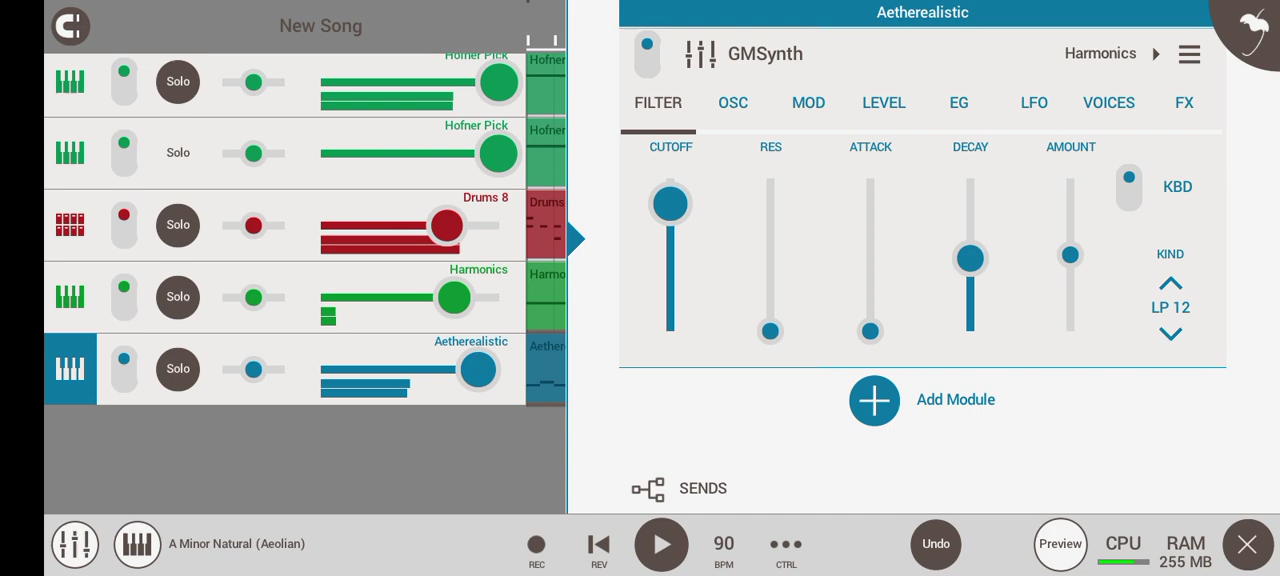 New Song
Hofner Pick
Solo
Hofner
Hofner Pick
Solo
Hofner
Drums 8
Solo
Drums
Harmonics
Solo
Harmo
Aetherealistic
Solo
Aether
Aetherealistic
GMSynth
Harmonics
FILTER OSC MOD LEVEL EG LFO VOICES FX
CUTOFF RES ATTACK DECAY AMOUNT
KBD
KIND
LP 12
Add Module
SENDS
A Minor Natural (Aeolian)
REC
REV
90
BPM
CTRL
Undo
Preview
CPU
RAM
255 MB